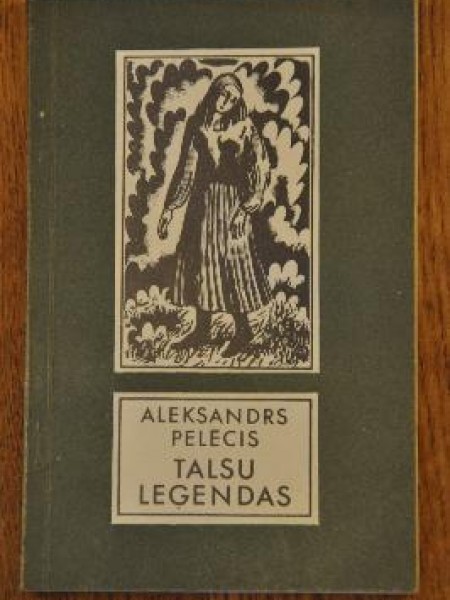 ALEKSANDRS
PELĒCIS
TALSU
LEĢENDAS